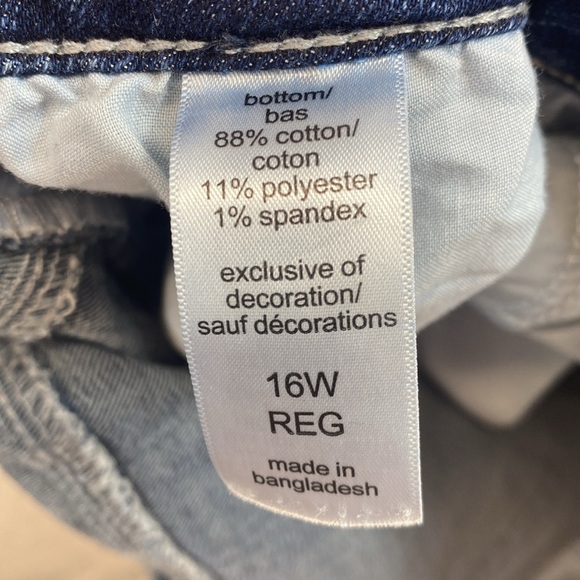 bottom/
bas
88% cotton/
coton
11% polyester
1% spandex
exclusive of
decoration/
sauf décorations
16W
REG
made in
bangladesh